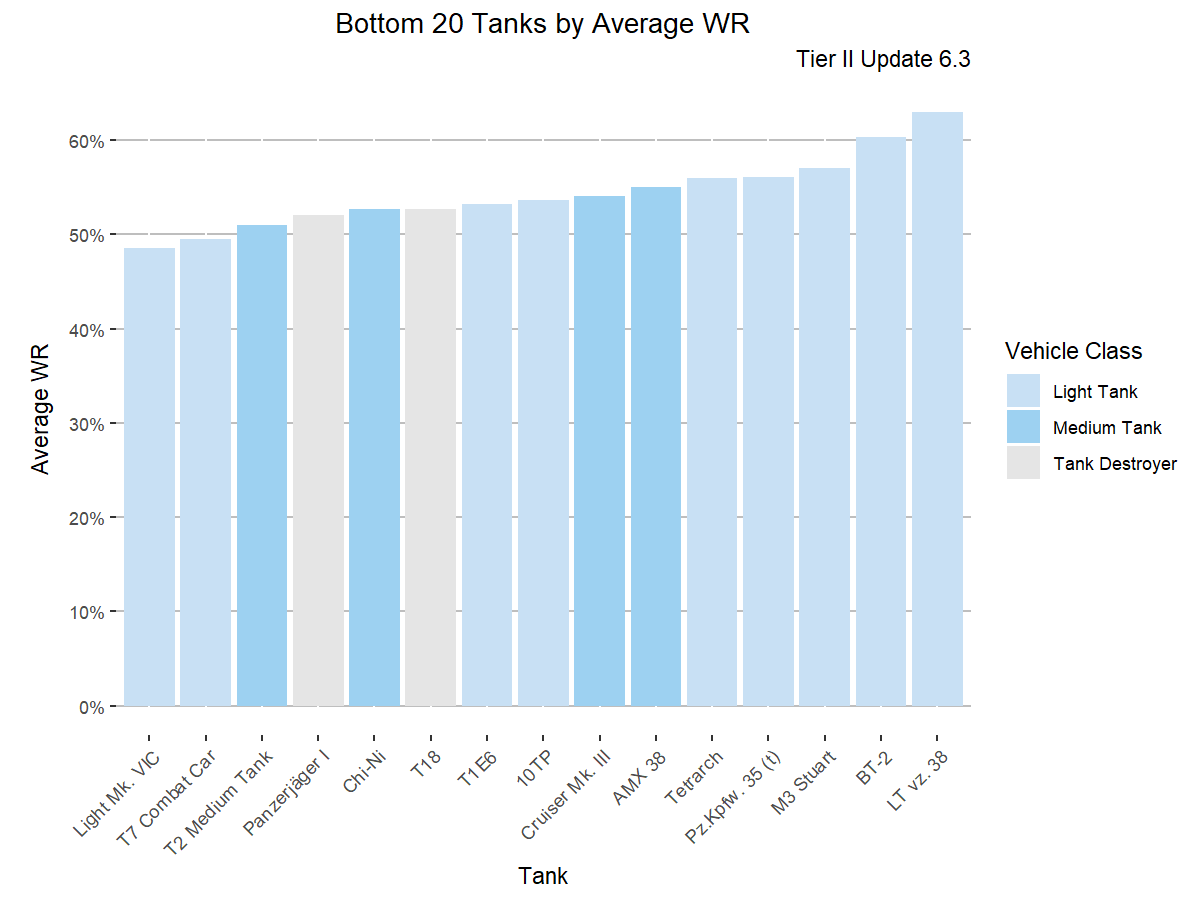 Bottom 20 Tanks by Average WR
Tier II Update 6.3
Average WR
60%
50%
40%
30%
20%
10%
0%
Light Mk. VIC
T7 Combat Car
T2 Medium Tank
Panzerjäger I
Chi-Ni
T18
T1E6
10TP
Cruiser Mk. III
AMX 38
Tetrarch
Pz.Kpfw. 35 (t)
M3 Stuart
BT-2
LT vz. 38
Tank
Vehicle Class
Light Tank
Medium Tank
Tank Destroyer